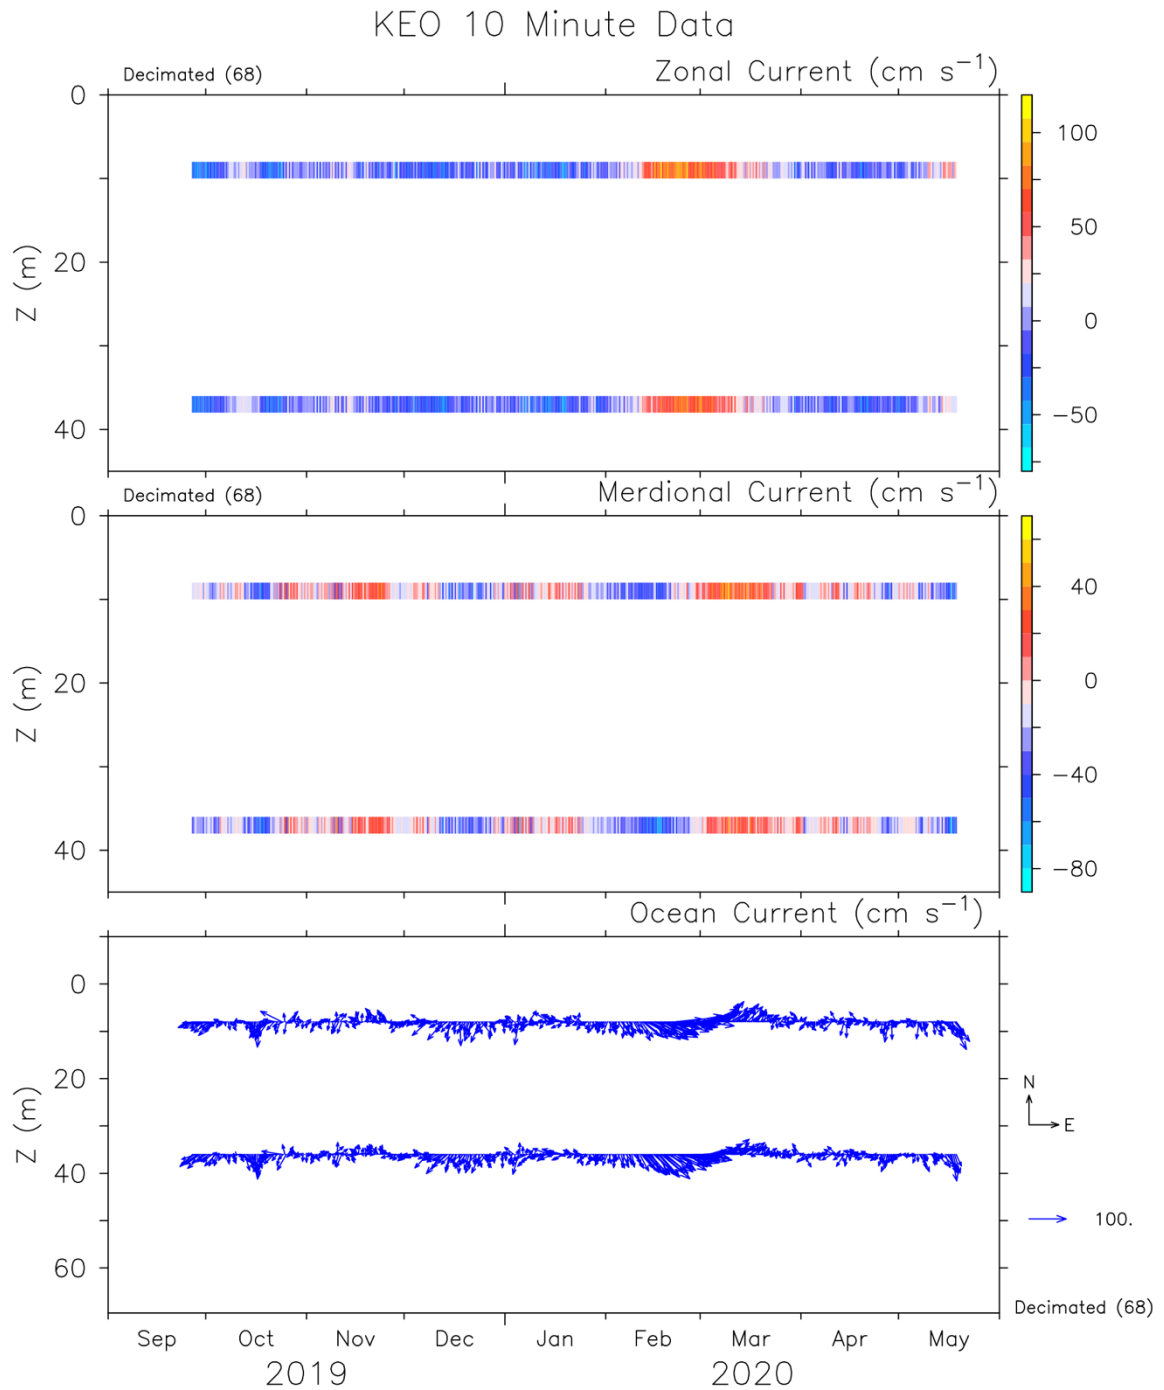 KEO 10 Minute Data
Decimated (68) Zonal Current (cm s⁻¹)
0
20
40
Z (m)
100
50
0
−50
Decimated (68) Merdional Current (cm s⁻¹)
0
20
40
Z (m)
40
0
−40
−80
Ocean Current (cm s⁻¹)
0
20
40
60
Z (m)
N
E
100.
Decimated (68)
Sep Oct Nov Dec Jan Feb Mar Apr May
2019 2020